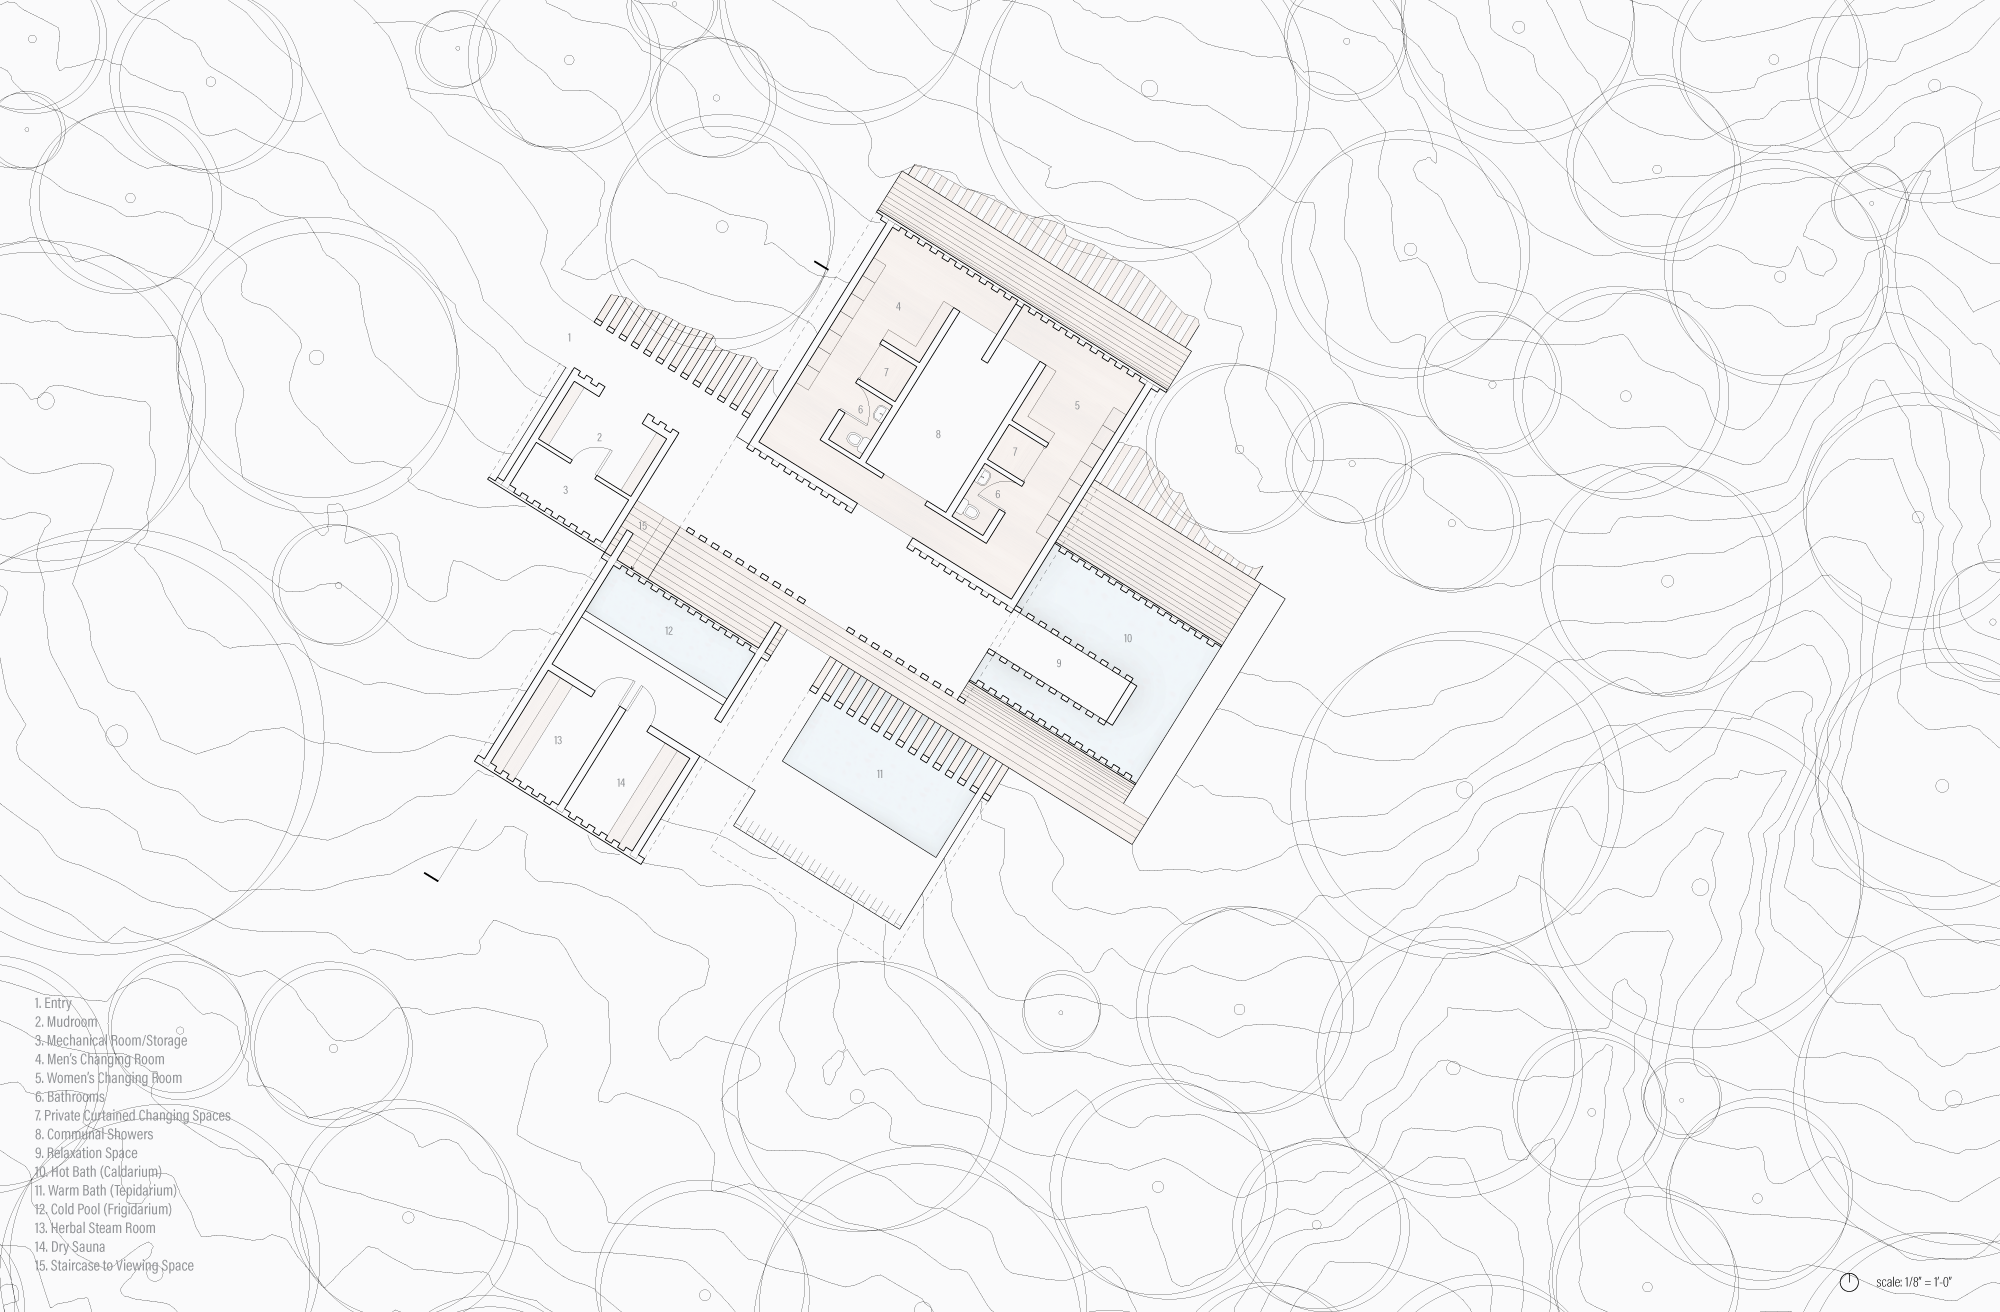 1
2
3
4
5
6
6
7
7
8
9
10
11
12
13
14
15
1. Entry
2. Mudroom
3. Mechanical Room/Storage
4. Men's Changing Room
5. Women's Changing Room
6. Bathrooms
7. Private Curtained Changing Spaces
8. Communal Showers
9. Relaxation Space
10. Hot Bath (Caldarium)
11. Warm Bath (Tepidarium)
12. Cold Pool (Frigidarium)
13. Herbal Steam Room
14. Dry Sauna
15. Staircase to Viewing Space
scale: 1/8" = 1'-0"